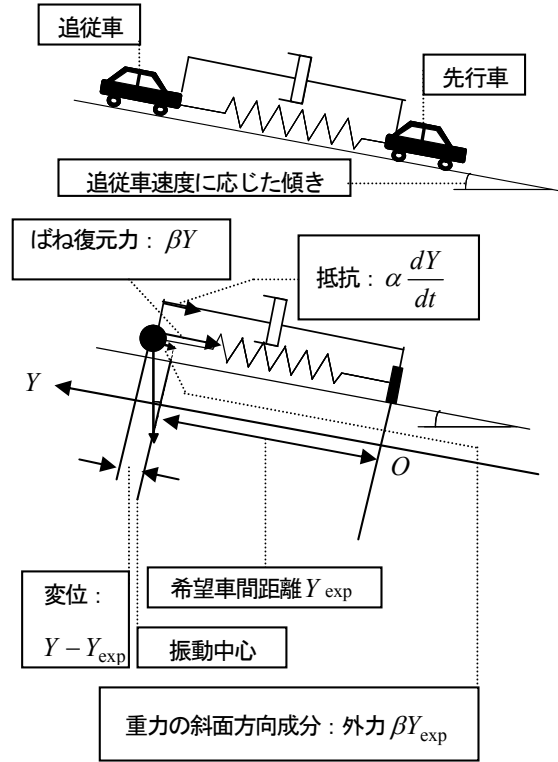 追従車
先行車
追従車速度に応じた傾き
ばね復元力：βY
抵抗：α dY/dt
Y
O
変位：
Y − Y_exp
希望車間距離 Y_exp
振動中心
重力の斜面方向成分：外力 βY_exp